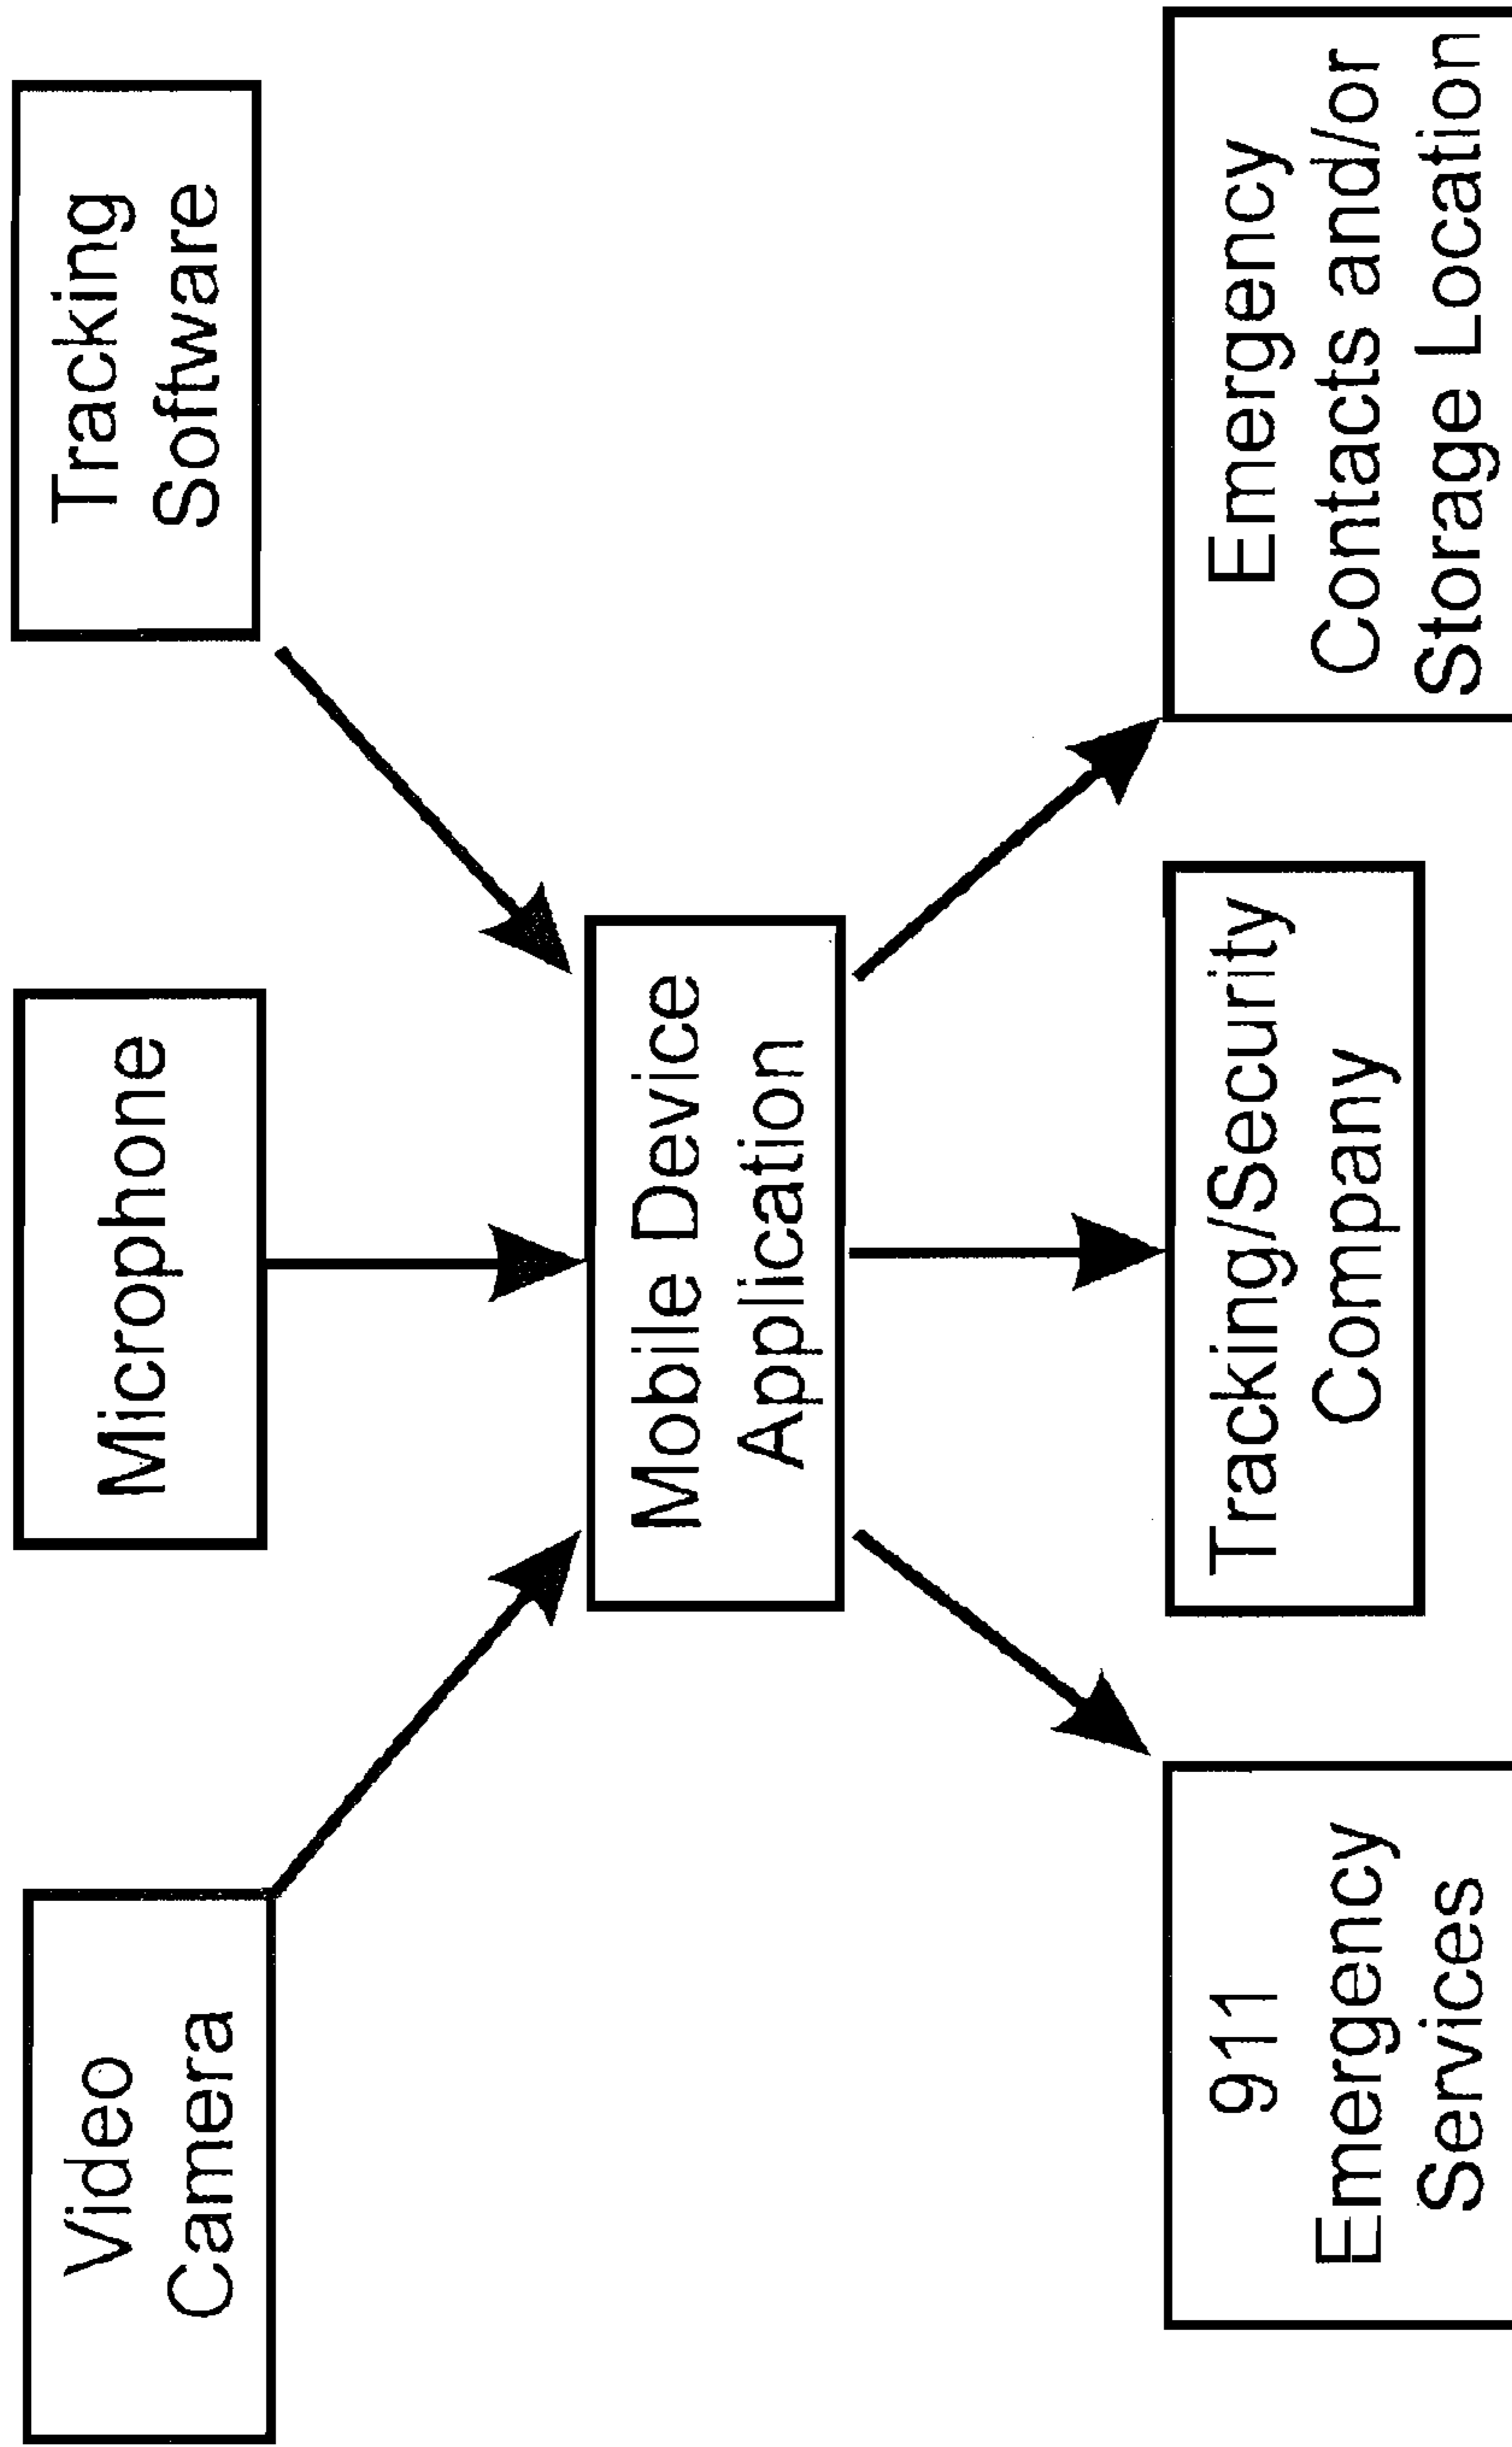 Video
Camera
Microphone
Tracking
Software
Mobile Device
Application
911
Emergency
Services
Tracking/Security
Company
Emergency
Contacts and/or
Storage Location